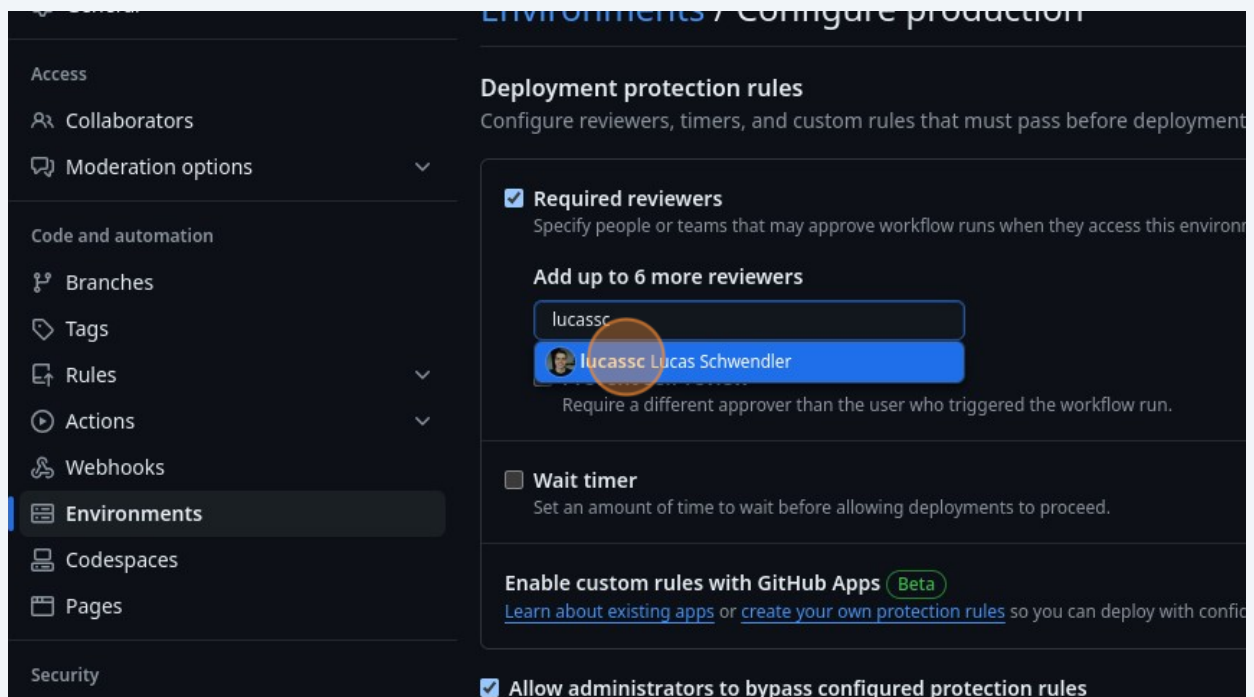 General
Access
Collaborators
Moderation options
Code and automation
Branches
Tags
Rules
Actions
Webhooks
Environments
Codespaces
Pages
Security
Environments / Configure production
Deployment protection rules
Configure reviewers, timers, and custom rules that must pass before deployment
Required reviewers
Specify people or teams that may approve workflow runs when they access this environ
Add up to 6 more reviewers
lucassc
lucassc Lucas Schwendler
Require a different approver than the user who triggered the workflow run.
Wait timer
Set an amount of time to wait before allowing deployments to proceed.
Enable custom rules with GitHub Apps Beta
Learn about existing apps or create your own protection rules so you can deploy with confid
Allow administrators to bypass configured protection rules